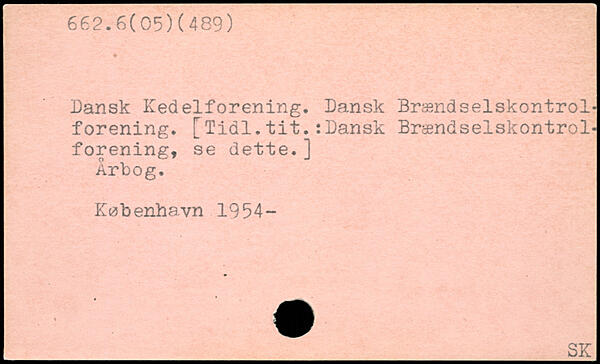 662.6(05)(489)
Dansk Kedelforening. Dansk Brændselskontrol-
forening. [Tidl.tit.:Dansk Brændselskontrol-
forening, se dette.]
Årbog.
København 1954-
SK